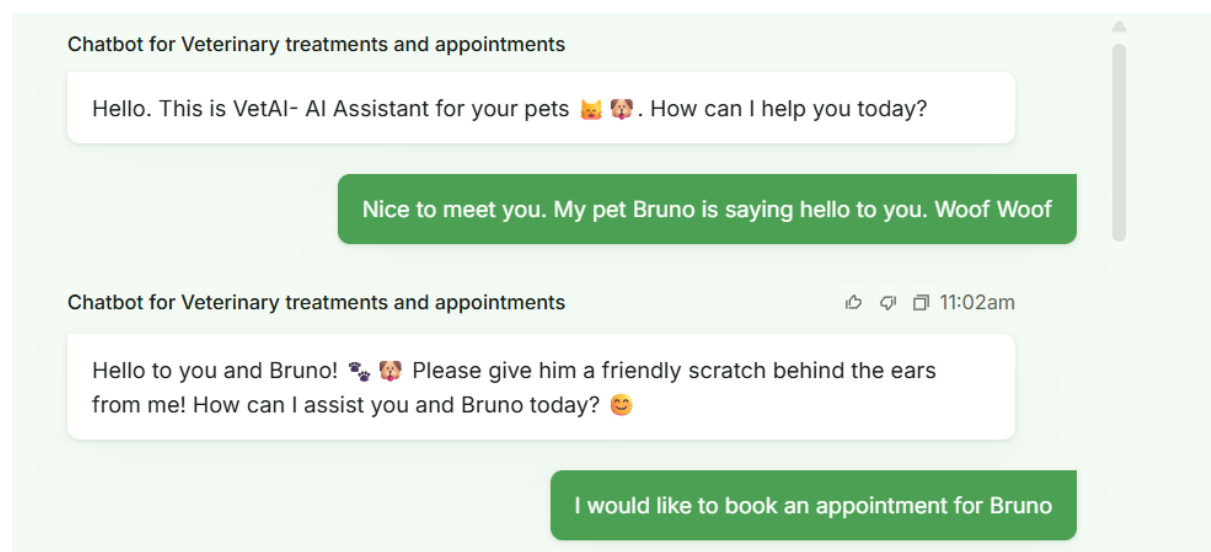 Chatbot for Veterinary treatments and appointments
Hello. This is VetAI- AI Assistant for your pets 😺 🐶 . How can I help you today?
Nice to meet you. My pet Bruno is saying hello to you. Woof Woof
Chatbot for Veterinary treatments and appointments 11:02am
Hello to you and Bruno! 🐾 🐶 Please give him a friendly scratch behind the ears
from me! How can I assist you and Bruno today? 😊
I would like to book an appointment for Bruno